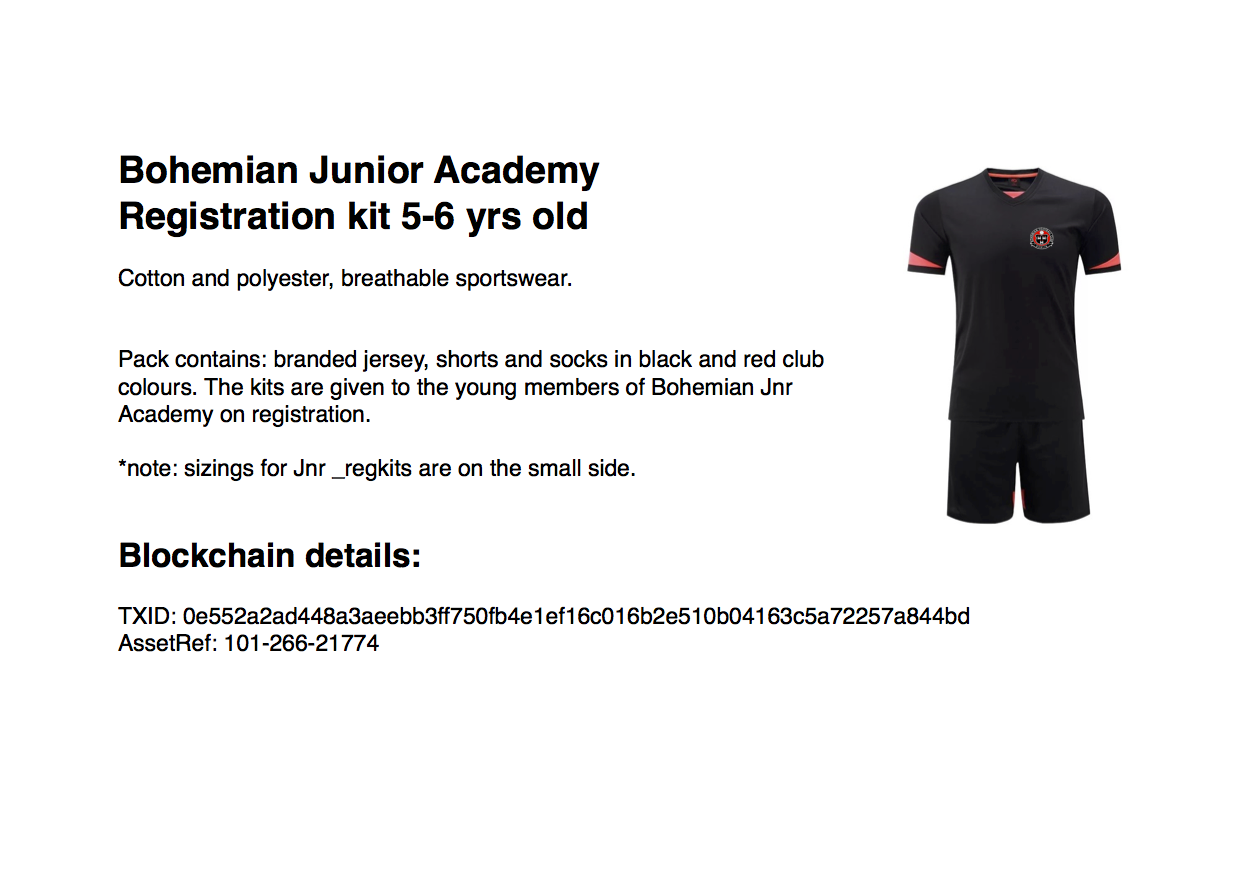 Bohemian Junior Academy
Registration kit 5-6 yrs old
Cotton and polyester, breathable sportswear.
Pack contains: branded jersey, shorts and socks in black and red club
colours. The kits are given to the young members of Bohemian Jnr
Academy on registration.
*note: sizings for Jnr _regkits are on the small side.
Blockchain details:
TXID: 0e552a2ad448a3aeebb3ff750fb4e1ef16c016b2e510b04163c5a72257a844bd
AssetRef: 101-266-21774